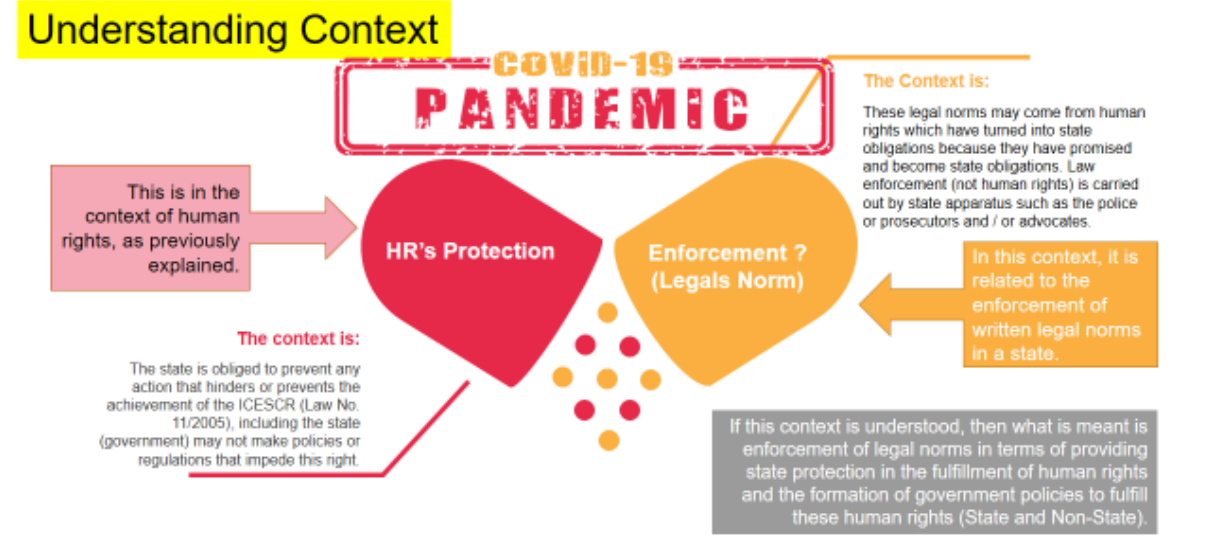 Understanding Context
COVID-19
PANDEMIC
The Context is:
These legal norms may come from human
rights which have turned into state
obligations because they have promised
and become state obligations. Law
enforcement (not human rights) is carried
out by state apparatus such as the police
or prosecutors and / or advocates.
This is in the
context of human
rights, as previously
explained.
HR's Protection
Enforcement ?
(Legals Norm)
In this context, it is
related to the
enforcement of
written legal norms
in a state.
The context is:
The state is obliged to prevent any
action that hinders or prevents the
achievement of the ICESCR (Law No.
11/2005), including the state
(government) may not make policies or
regulations that impede this right.
If this context is understood, then what is meant is
enforcement of legal norms in terms of providing
state protection in the fulfillment of human rights
and the formation of government policies to fulfill
these human rights (State and Non-State).